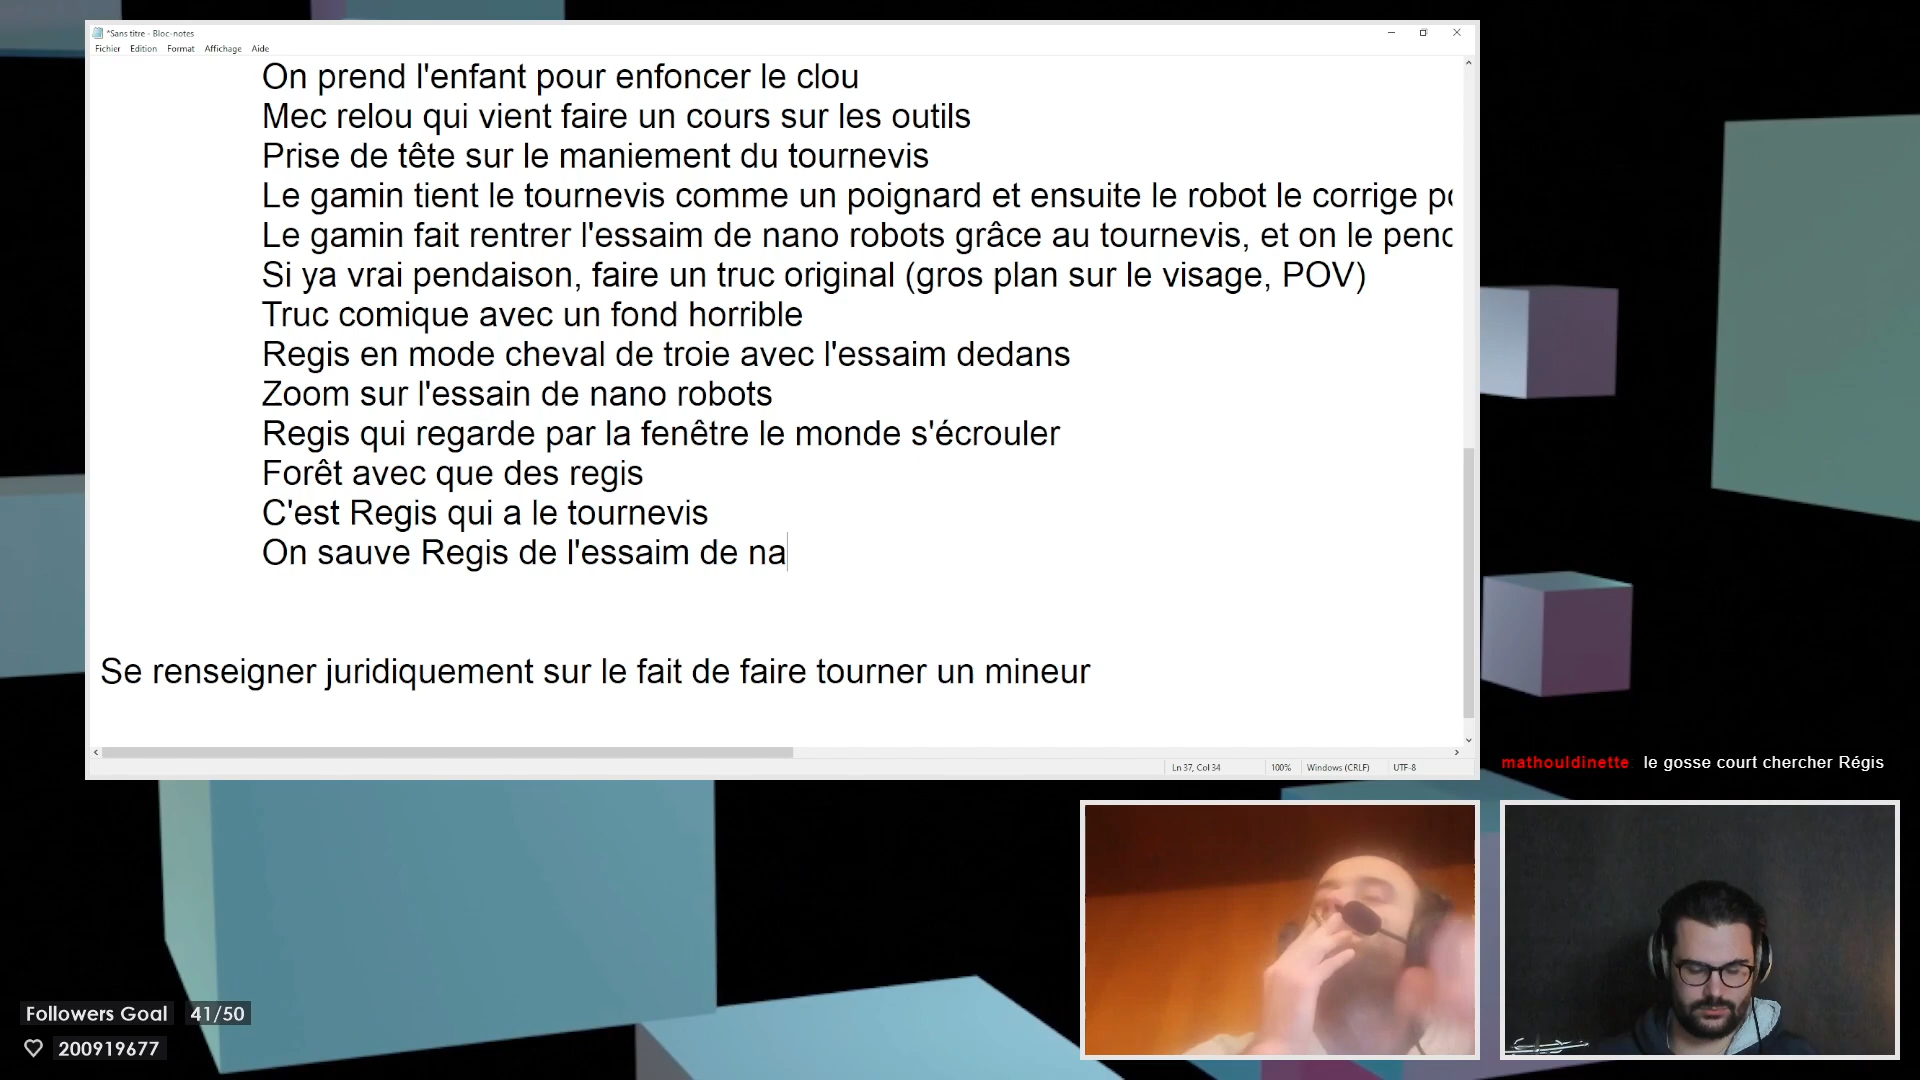 *Sans titre - Bloc-notes
Fichier Edition Format Affichage Aide
On prend l'enfant pour enfoncer le clou
Mec relou qui vient faire un cours sur les outils
Prise de tête sur le maniement du tournevis
Le gamin tient le tournevis comme un poignard et ensuite le robot le corrige
Le gamin fait rentrer l'essaim de nano robots grâce au tournevis, et on le
Si ya vrai pendaison, faire un truc original (gros plan sur le visage, POV)
Truc comique avec un fond horrible
Regis en mode cheval de troie avec l'essaim dedans
Zoom sur l'essain de nano robots
Regis qui regarde par la fenêtre le monde s'écrouler
Forêt avec que des regis
C'est Regis qui a le tournevis
On sauve Regis de l'essaim de na
Se renseigner juridiquement sur le fait de faire tourner un mineur
Ln 37, Col 34 100% Windows (CRLF) UTF-8
mathouldinette le gosse court chercher Régis
Followers Goal 41/50
200919677